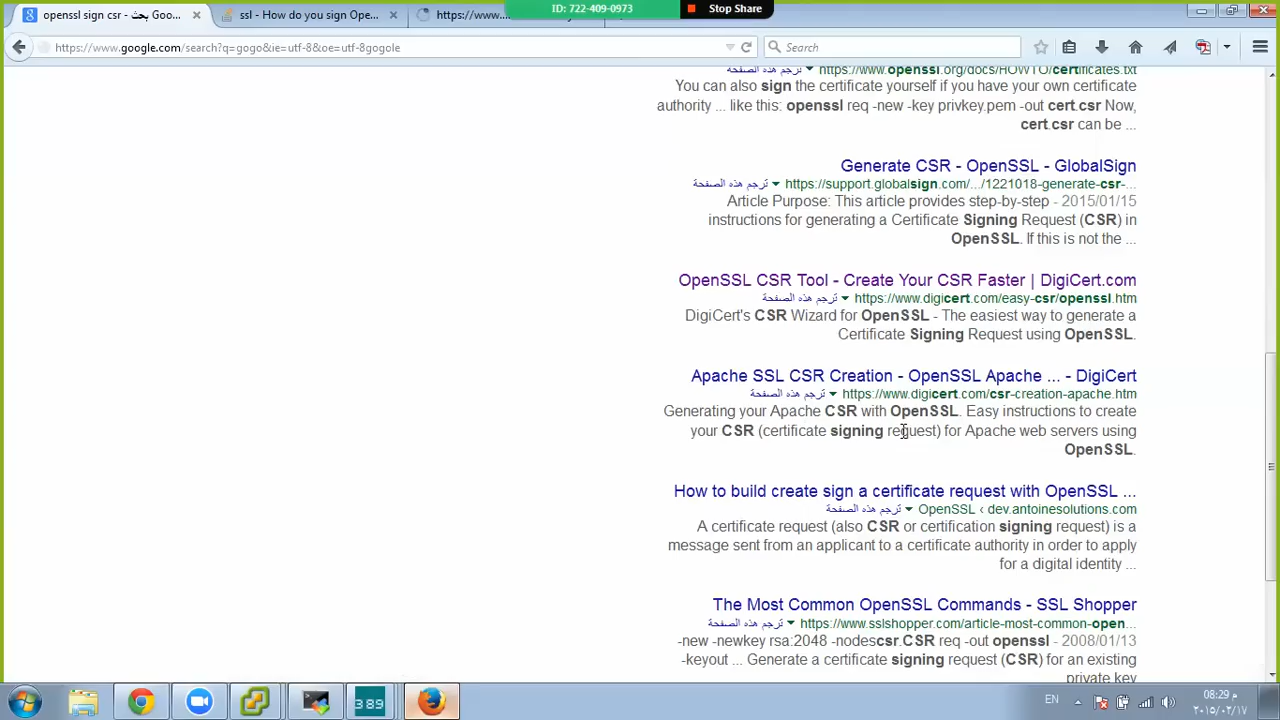 ID: 722-409-0973
Stop Share
openssl sign csr - بحث Goo...
ssl - How do you sign Ope...
https://www....
https://www.google.com/search?q=gogo&ie=utf-8&oe=utf-8gogole
Search
ترجم هذه الصفحة https://www.openssl.org/docs/HOWTO/certificates.txt
You can also sign the certificate yourself if you have your own certificate
authority ... like this: openssl req -new -key privkey.pem -out cert.csr Now,
cert.csr can be ...
Generate CSR - OpenSSL - GlobalSign
ترجم هذه الصفحة https://support.globalsign.com/.../1221018-generate-csr-...
Article Purpose: This article provides step-by-step - 2015/01/15
instructions for generating a Certificate Signing Request (CSR) in
OpenSSL. If this is not the ...
OpenSSL CSR Tool - Create Your CSR Faster | DigiCert.com
ترجم هذه الصفحة https://www.digicert.com/easy-csr/openssl.htm
DigiCert's CSR Wizard for OpenSSL - The easiest way to generate a
Certificate Signing Request using OpenSSL.
Apache SSL CSR Creation - OpenSSL Apache ... - DigiCert
ترجم هذه الصفحة https://www.digicert.com/csr-creation-apache.htm
Generating your Apache CSR with OpenSSL. Easy instructions to create
your CSR (certificate signing request) for Apache web servers using
OpenSSL.
How to build create sign a certificate request with OpenSSL ...
ترجم هذه الصفحة OpenSSL ‹ dev.antoinesolutions.com
A certificate request (also CSR or certification signing request) is a
message sent from an applicant to a certificate authority in order to apply
for a digital identity ...
The Most Common OpenSSL Commands - SSL Shopper
ترجم هذه الصفحة https://www.sslshopper.com/article-most-common-open...
-new -newkey rsa:2048 -nodescsr.CSR req -out openssl - 2008/01/13
-keyout ... Generate a certificate signing request (CSR) for an existing
private key
389
EN
08:29 م
٢٠١٥/٠٢/١٧